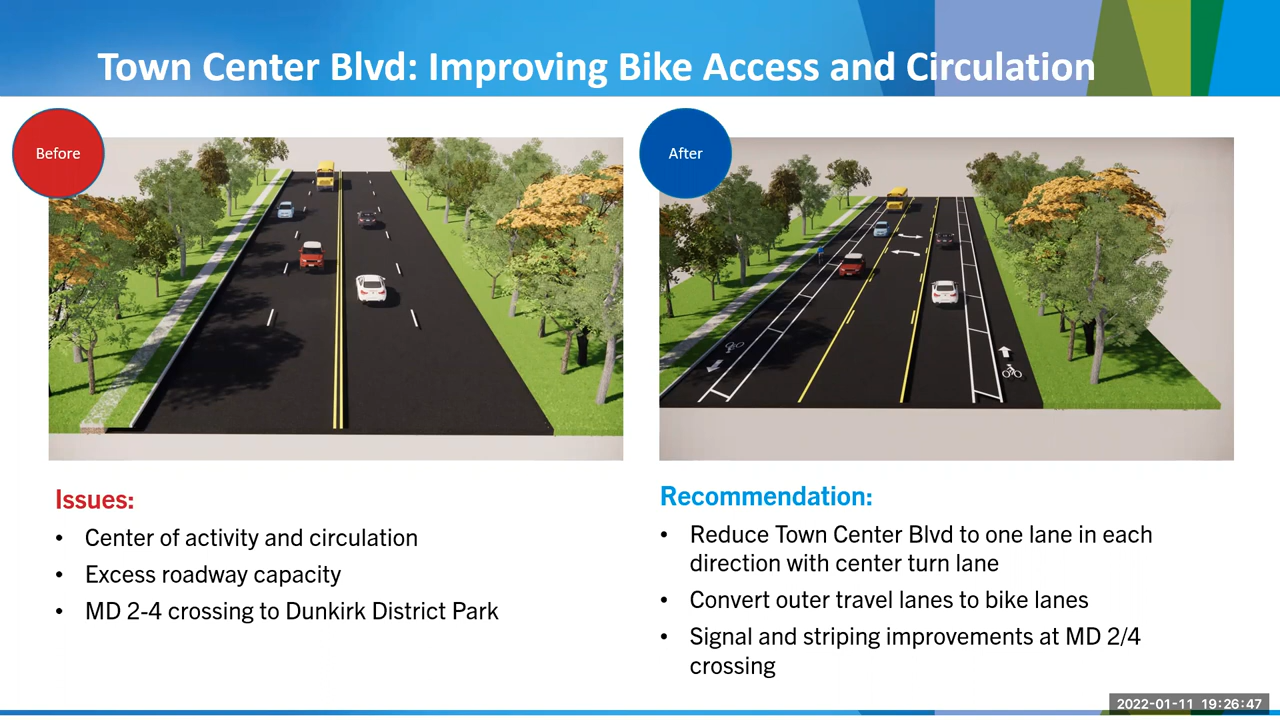 Town Center Blvd: Improving Bike Access and Circulation
Before
After
Issues:
• Center of activity and circulation
• Excess roadway capacity
• MD 2-4 crossing to Dunkirk District Park
Recommendation:
• Reduce Town Center Blvd to one lane in each
direction with center turn lane
• Convert outer travel lanes to bike lanes
• Signal and striping improvements at MD 2/4
crossing
2022-01-11 19:26:47